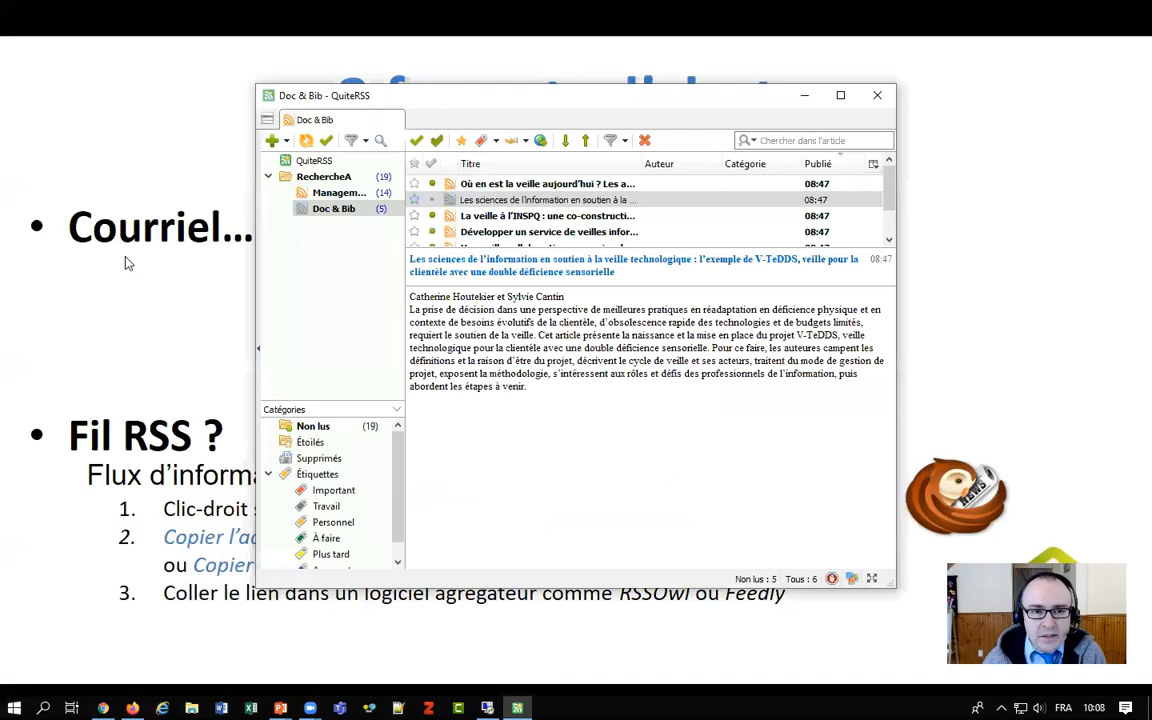 Doc & Bib - QuiteRSS
Doc & Bib
Chercher dans l'article
QuiteRSS
RechercheA (19)
Managem... (14)
Doc & Bib (5)
Titre Auteur Catégorie Publié
Où en est la veille aujourd'hui ? Les a... 08:47
Les sciences de l'information en soutien à la ... 08:47
La veille à l'INSPQ : une co-constructi... 08:47
Développer un service de veilles infor... 08:47
Les sciences de l'information en soutien à la veille technologique : l'exemple de V-TeDDS, veille pour la 08:47
clientèle avec une double déficience sensorielle
Catherine Houtekier et Sylvie Cantin
La prise de décision dans une perspective de meilleures pratiques en réadaptation en déficience physique et en
contexte de besoins évolutifs de la clientèle, d'obsolescence rapide des technologies et de budgets limités,
requiert le soutien de la veille. Cet article présente la naissance et la mise en place du projet V-TeDDS, veille
technologique pour la clientèle avec une double déficience sensorielle. Pour ce faire, les auteures campent les
définitions et la raison d'être du projet, décrivent le cycle de veille et ses acteurs, traitent du mode de gestion de
projet, exposent la méthodologie, s'intéressent aux rôles et défis des professionnels de l'information, puis
abordent les étapes à venir.
Catégories
Non lus (19)
Étoilés
Supprimés
Étiquettes
Important
Travail
Personnel
À faire
Plus tard
Non lus : 5 Tous : 6
• Courriel...
• Fil RSS ?
Flux d'informa
1. Clic-droit s
2. Copier l'ad
ou Copier
3. Coller le lien dans un logiciel agrégateur comme RSSOwl ou Feedly
NEWS
FRA 10:08